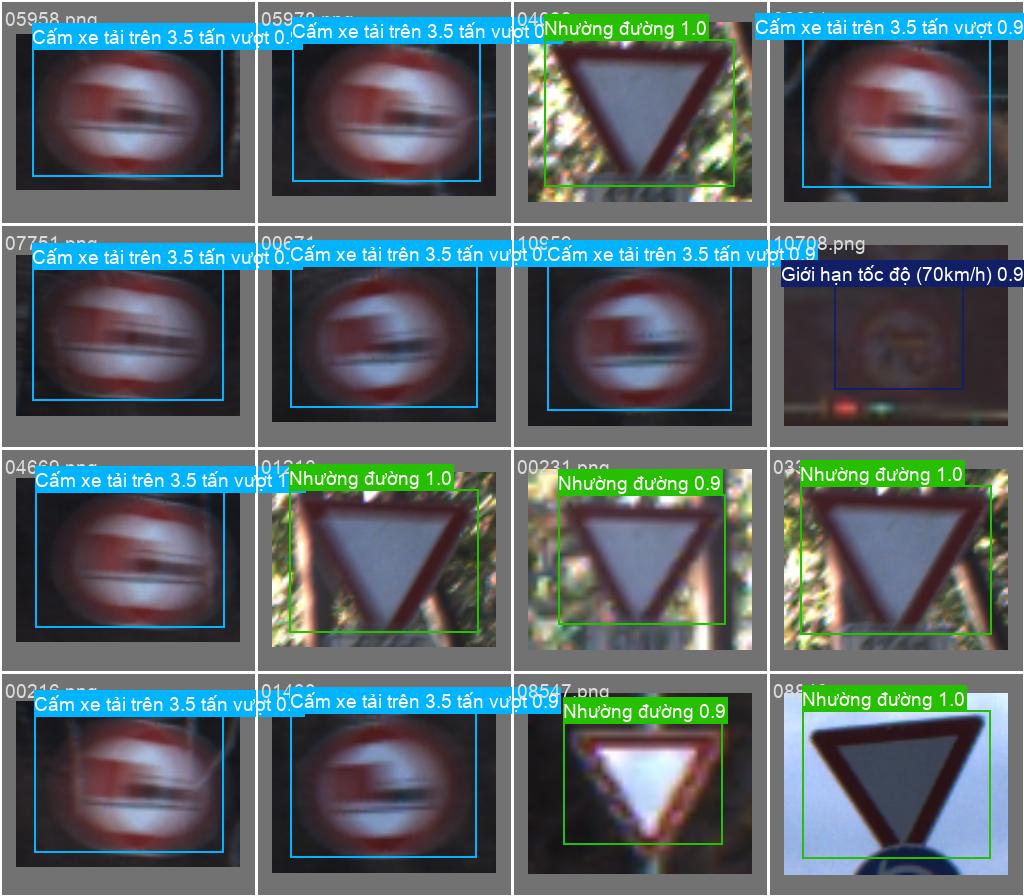 05958.png
Cấm xe tải trên 3.5 tấn vượt 0.9
Cấm xe tải trên 3.5 tấn vượt 0.
Nhường đường 1.0
Cấm xe tải trên 3.5 tấn vượt 0.9
07751.png
Cấm xe tải trên 3.5 tấn vượt 0.
00671
Cấm xe tải trên 3.5 tấn vượt 0.
Cấm xe tải trên 3.5 tấn vượt 0.9
10708.png
Giới hạn tốc độ (70km/h) 0.9
Cấm xe tải trên 3.5 tấn vượt 1
Nhường đường 1.0
00231.png
Nhường đường 0.9
Nhường đường 1.0
00216.png
Cấm xe tải trên 3.5 tấn vượt 0.
Cấm xe tải trên 3.5 tấn vượt 0.9
08547.png
Nhường đường 0.9
Nhường đường 1.0